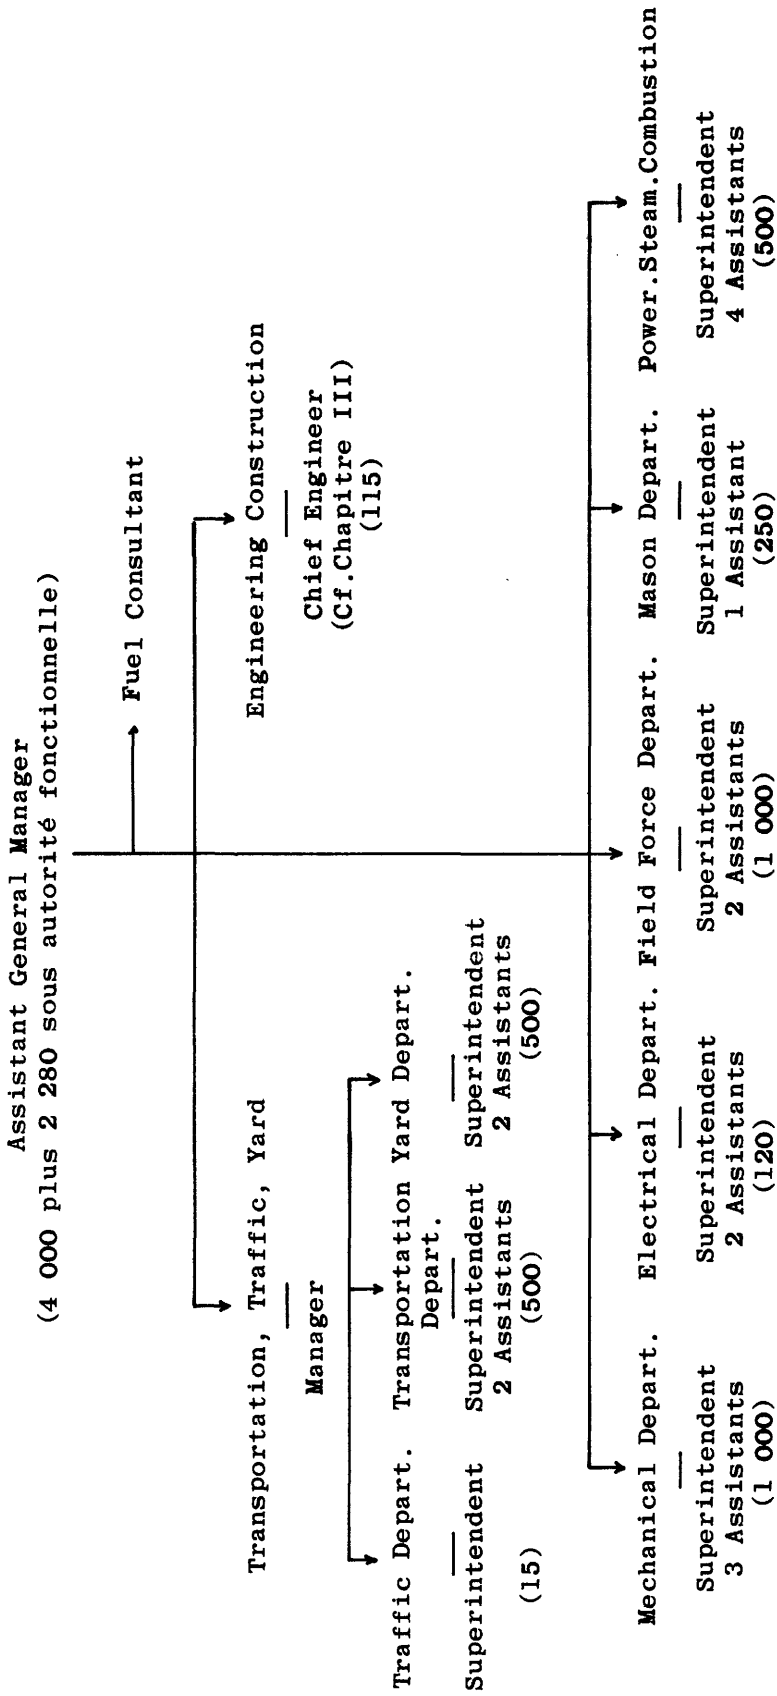 Assistant General Manager
(4 000 plus 2 280 sous autorité fonctionnelle)
Fuel Consultant
Transportation, Traffic, Yard
Manager
Engineering Construction
Chief Engineer
(Cf.Chapitre III)
(115)
Traffic Depart.
Superintendent
(15)
Transportation
Depart.
Superintendent
2 Assistants
(500)
Yard Depart.
Superintendent
2 Assistants
(500)
Mechanical Depart.
Superintendent
3 Assistants
(1 000)
Electrical Depart.
Superintendent
2 Assistants
(120)
Field Force Depart.
Superintendent
2 Assistants
(1 000)
Mason Depart.
Superintendent
1 Assistant
(250)
Power.Steam.Combustion
Superintendent
4 Assistants
(500)